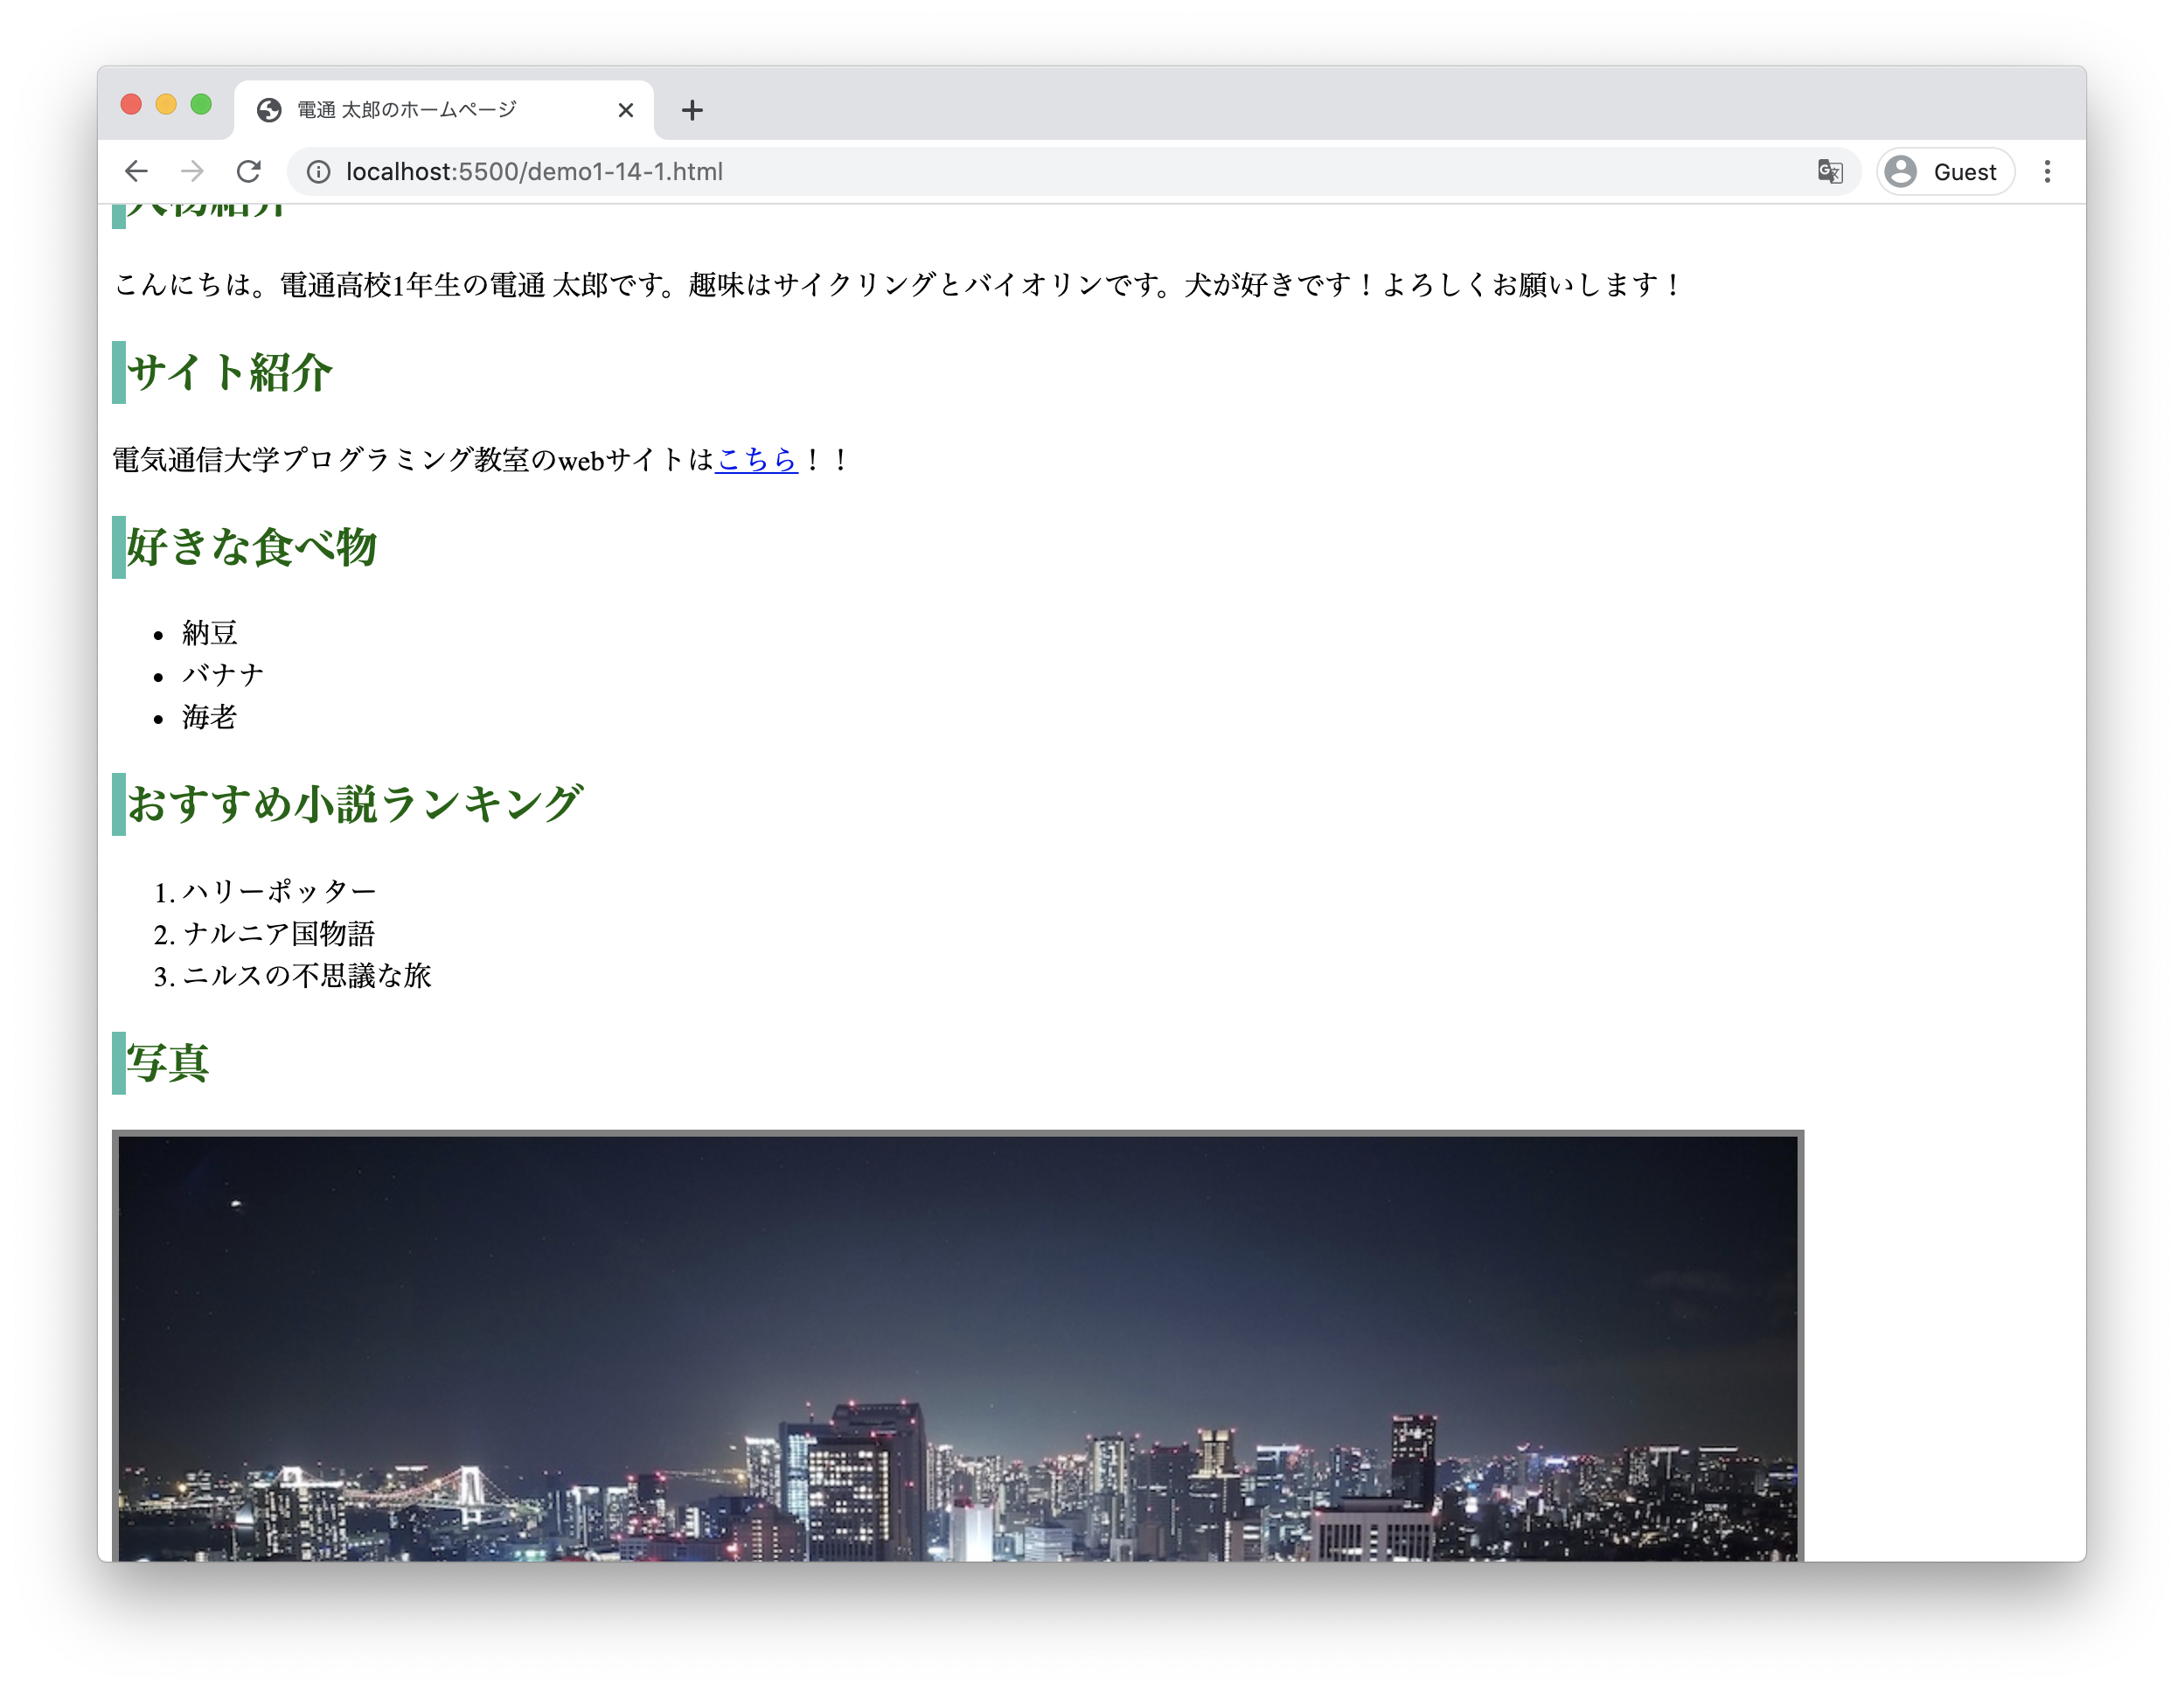 電通 太郎のホームページ
localhost:5500/demo1-14-1.html
Guest
人物紹介
こんにちは。電通高校1年生の電通 太郎です。趣味はサイクリングとバイオリンです。犬が好きです！よろしくお願いします！
サイト紹介
電気通信大学プログラミング教室のwebサイトはこちら！！
好きな食べ物
• 納豆
• バナナ
• 海老
おすすめ小説ランキング
1. ハリーポッター
2. ナルニア国物語
3. ニルスの不思議な旅
写真